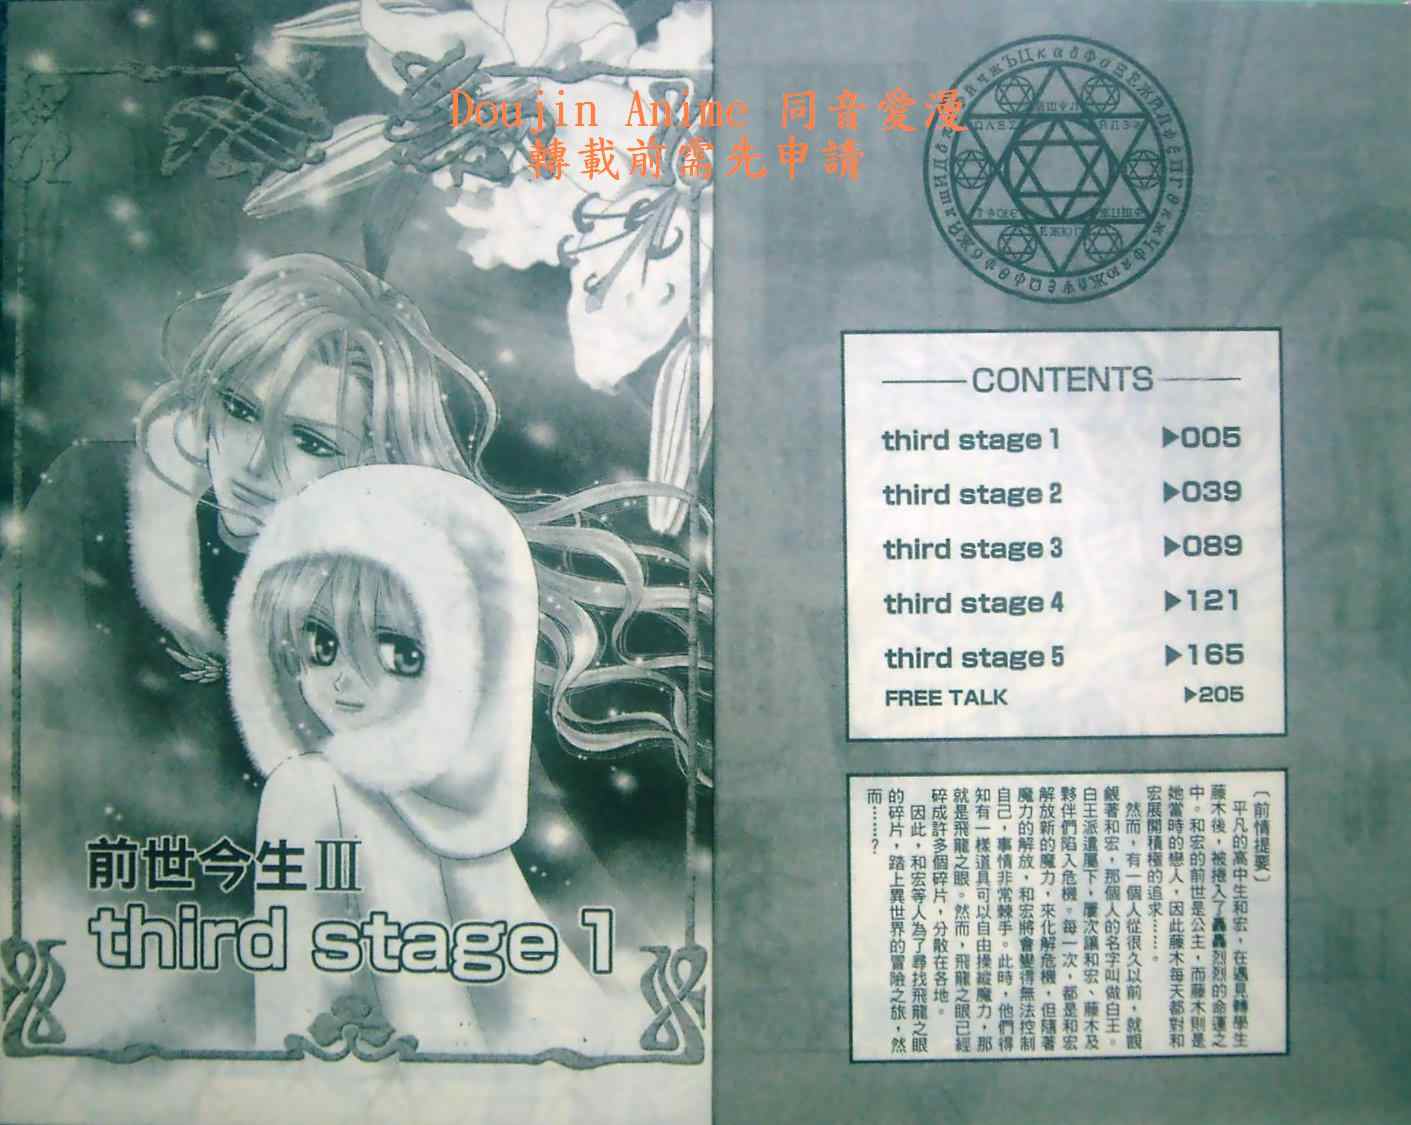 Doujin Anime 同音愛漫
轉載前需先申請
前世今生III
third stage 1
CONTENTS
third stage 1 ▶005
third stage 2 ▶039
third stage 3 ▶089
third stage 4 ▶121
third stage 5 ▶165
FREE TALK ▶205
〔前情提要〕
平凡的高中生和宏，在遇見轉學生
藤木後，被捲入了轟轟烈烈的命運之
中。和宏的前世是公主，而藤木則是
她當時的戀人，因此藤木每天都對和
宏展開積極的追求……。
然而，有一個人從很久以前，就覬
覦著和宏，那個人的名字叫做白王。
白王派遣屬下，屢次讓和宏、藤木及
夥伴們陷入危機。每一次，都是和宏
解放新的魔力，來化解危機，但隨著
魔力的解放，和宏將會變得無法控制
自己，事情非常棘手。此時，他們得
知有一樣道具可以自由操縱魔力，那
就是飛龍之眼。然而，飛龍之眼已經
碎成許多個碎片，分散在各地。
因此，和宏等人為了尋找飛龍之眼
的碎片，踏上異世界的冒險之旅，然
而……？